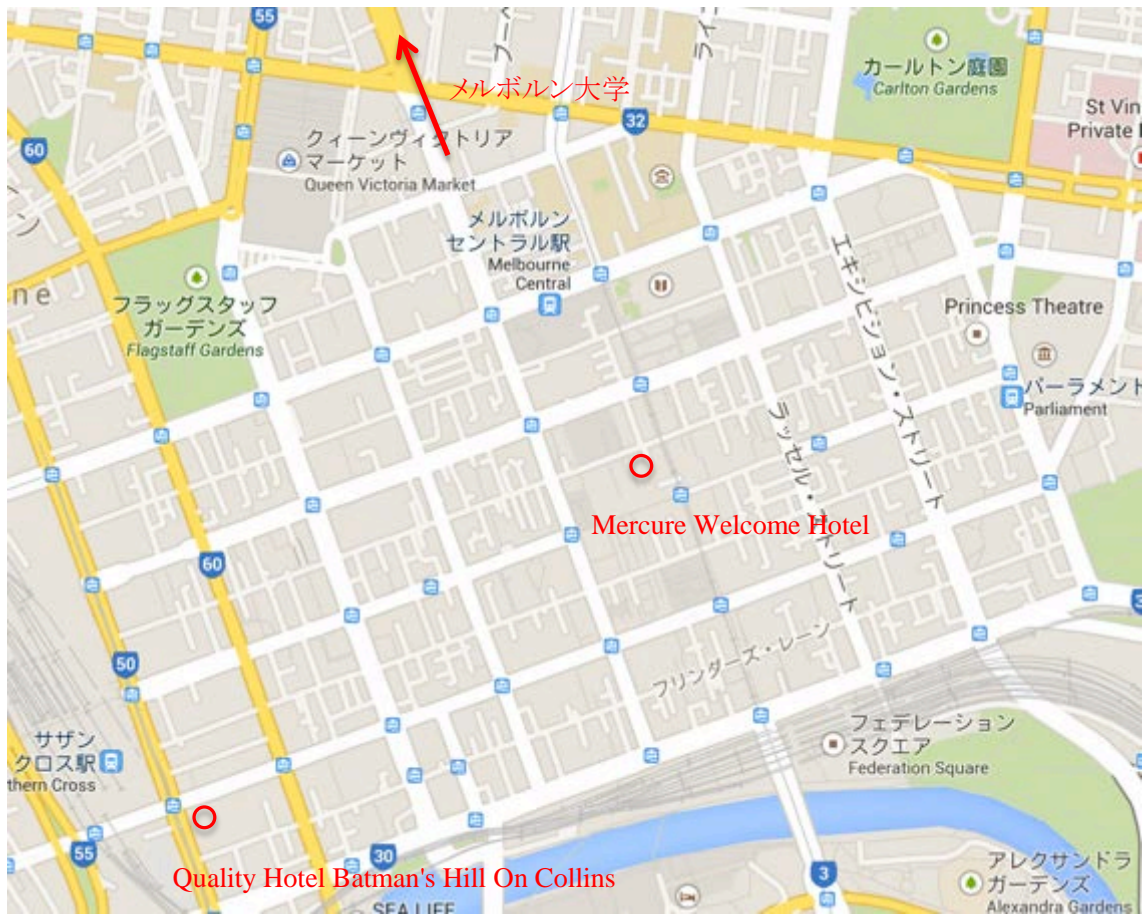 55
フー
ライ
カールトン庭園
Carlton Gardens
メルボルン大学
St Vin
Private
32
60
クィーンヴィクトリア
マーケット
Queen Victoria Market
ン
メルボルン
セントラル駅
Melbourne
Central
エキシビション・ストリート
ne
フラッグスタッフ
ガーデンズ
Flagstaff Gardens
Princess Theatre
パーラメント
Parliament
ラッセル・ストリート
Mercure Welcome Hotel
60
3
50
フリンダーズ・レーン
サザン
クロス駅
thern Cross
フェデレーション
スクエア
Federation Square
55
30
3
アレクサンドラ
ガーデンズ
Alexandra Gardens
Quality Hotel Batman's Hill On Collins
SEA LIFE